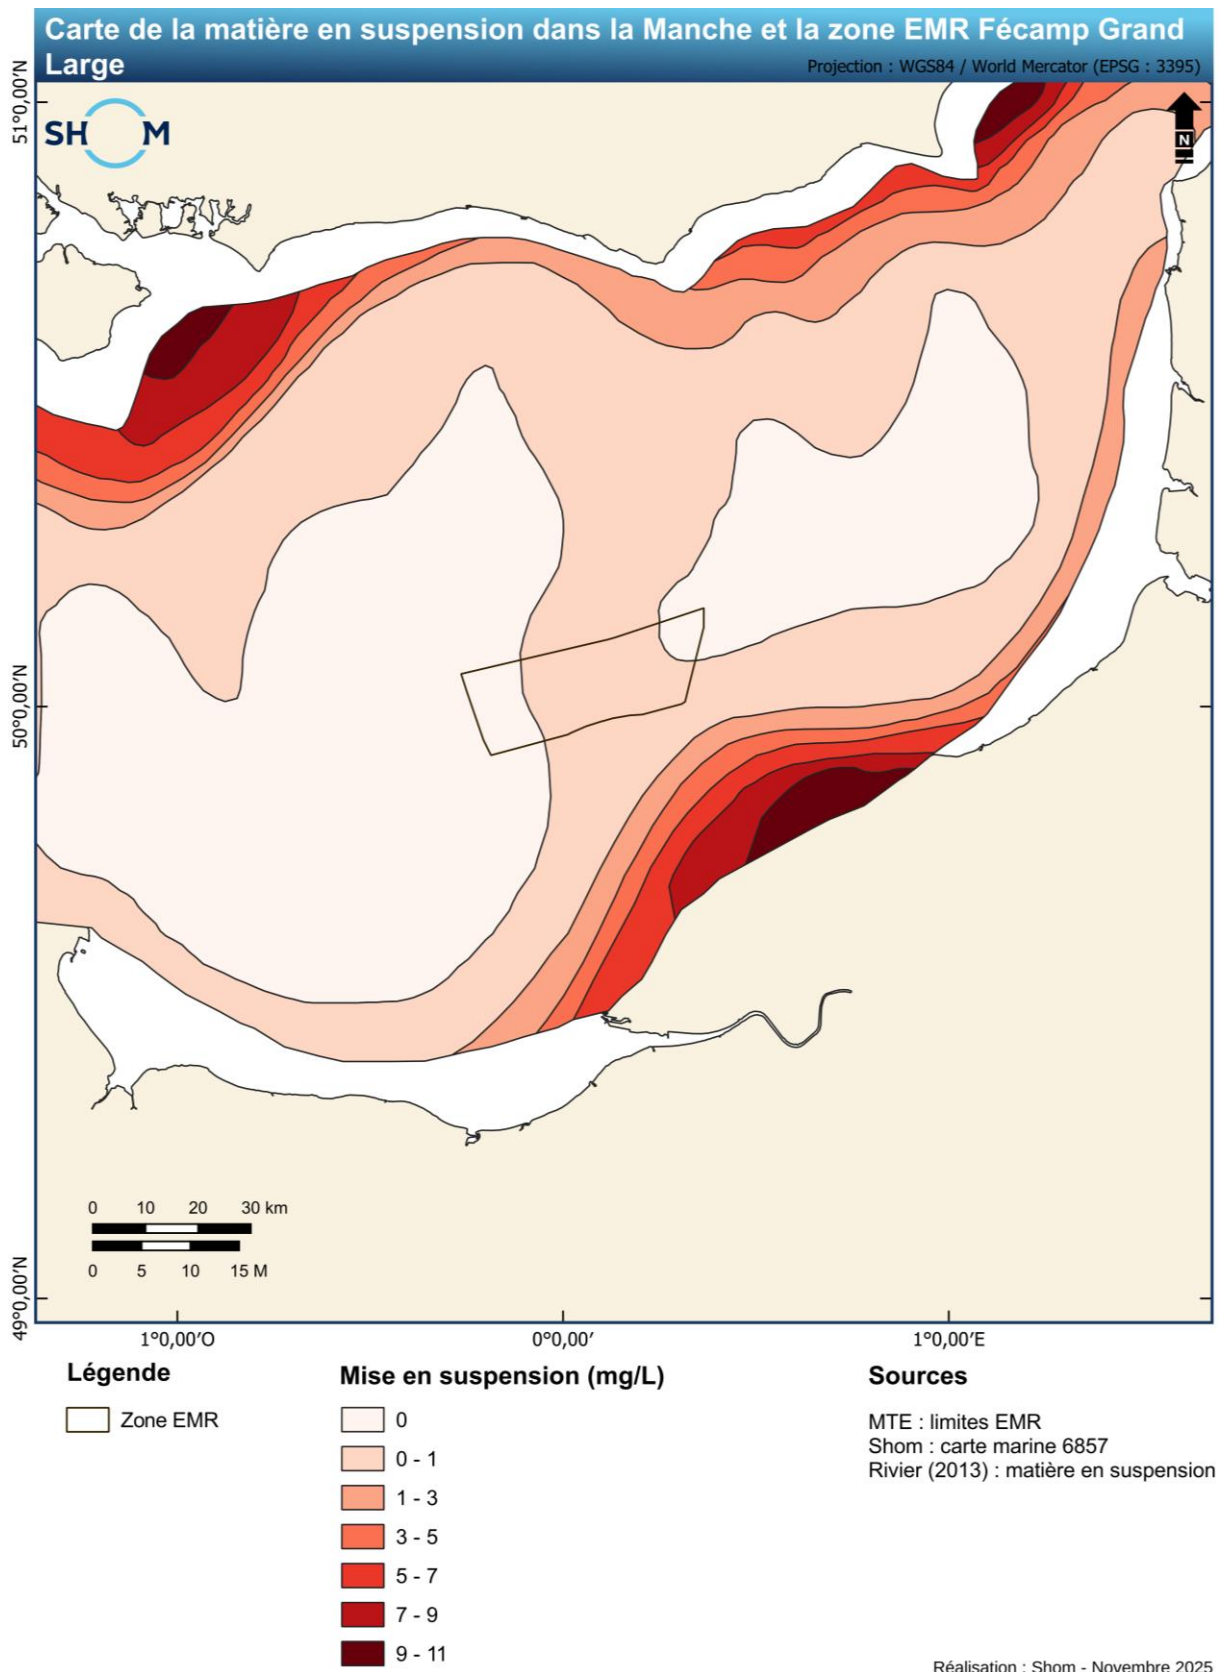 Carte de la matière en suspension dans la Manche et la zone EMR Fécamp Grand
Large
Projection : WGS84 / World Mercator (EPSG : 3395)
51°0,00'N
SHOM
N
50°0,00'N
0 10 20 30 km
0 5 10 15 M
49°0,00'N
1°0,00'O 0°0,00' 1°0,00'E
Légende
Zone EMR
Mise en suspension (mg/L)
0
0 - 1
1 - 3
3 - 5
5 - 7
7 - 9
9 - 11
Sources
MTE : limites EMR
Shom : carte marine 6857
Rivier (2013) : matière en suspension
Réalisation : Shom - Novembre 2025